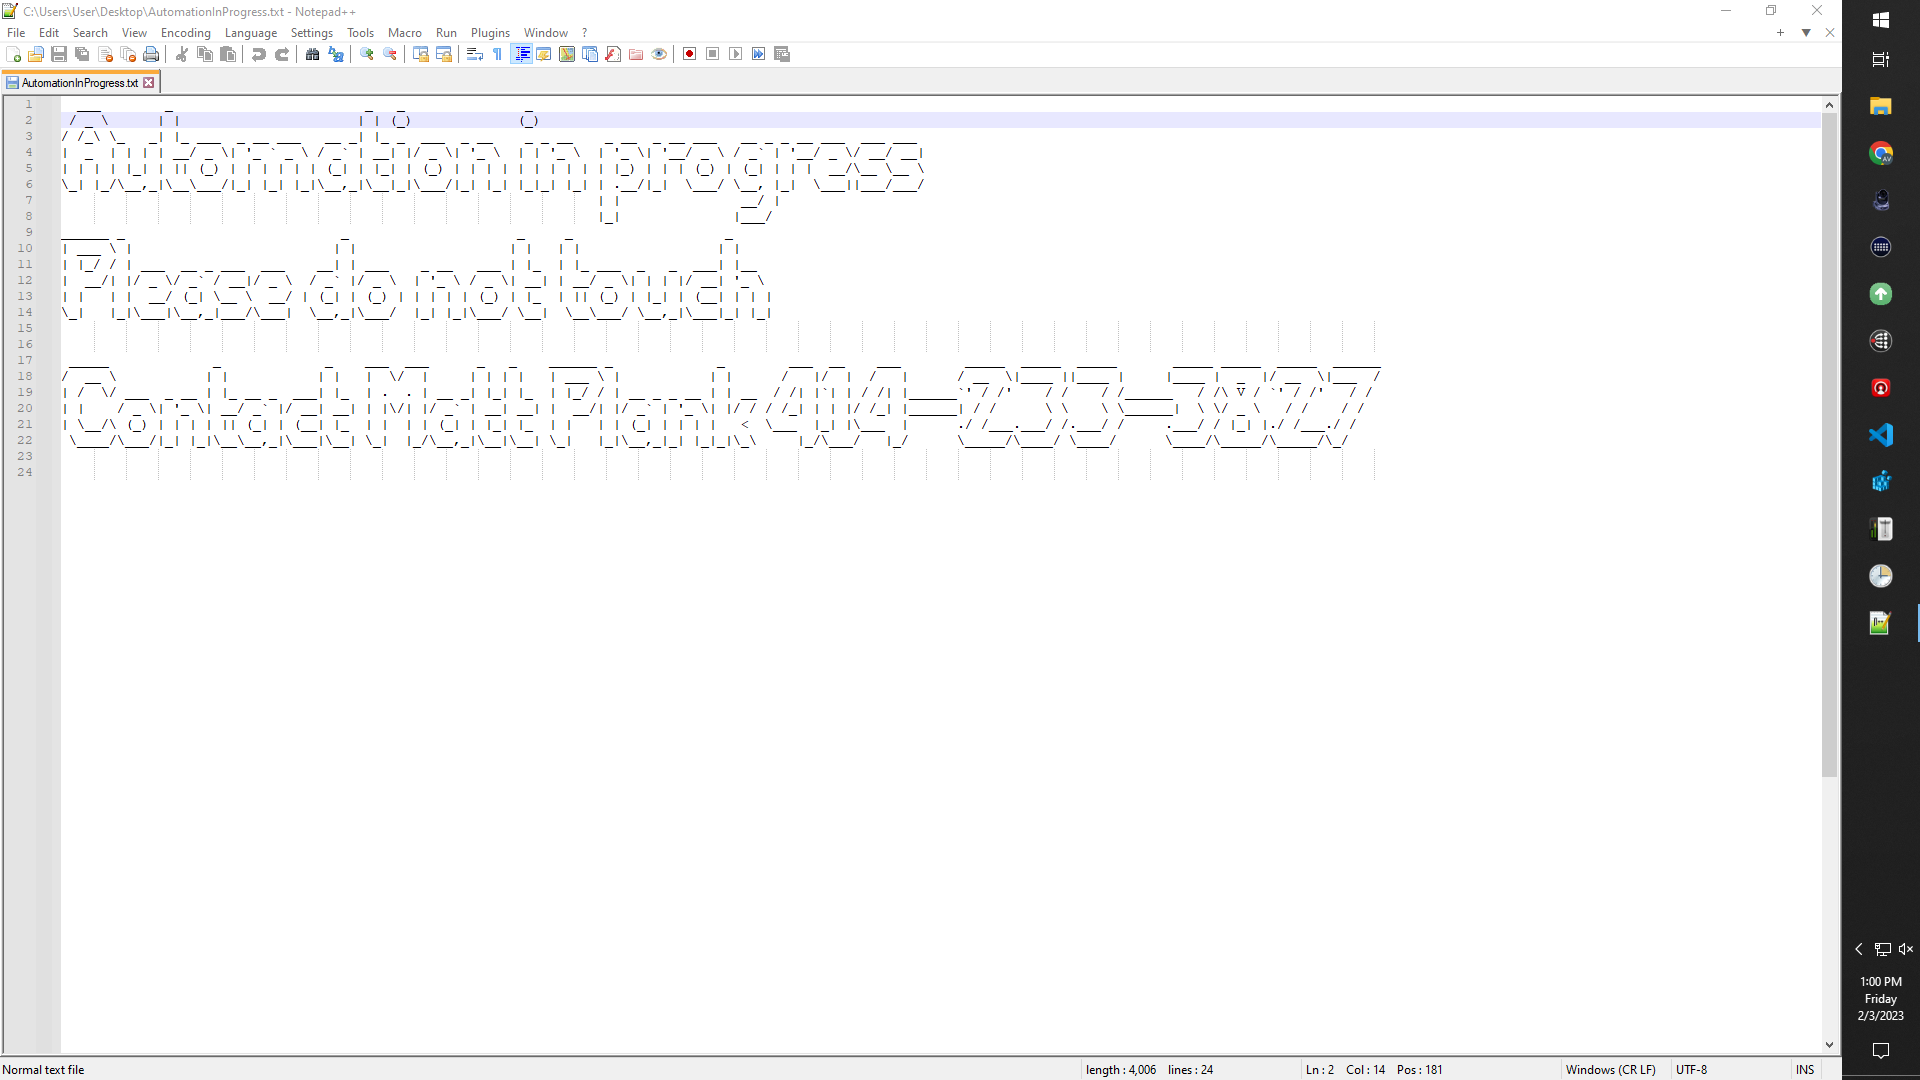 C:\Users\User\Desktop\AutomationInProgress.txt - Notepad++
File Edit Search View Encoding Language Settings Tools Macro Run Plugins Window ?
AutomationInProgress.txt
1
2
3
4
5
6
7
8
9
10
11
12
13
14
15
16
17
18
19
20
21
22
23
24
Automation in progress
Please do not touch
Contact Matt Plank 414-233-3827
1:00 PM
Friday
2/3/2023
Normal text file length : 4,006 lines : 24 Ln : 2 Col : 14 Pos : 181 Windows (CR LF) UTF-8 INS